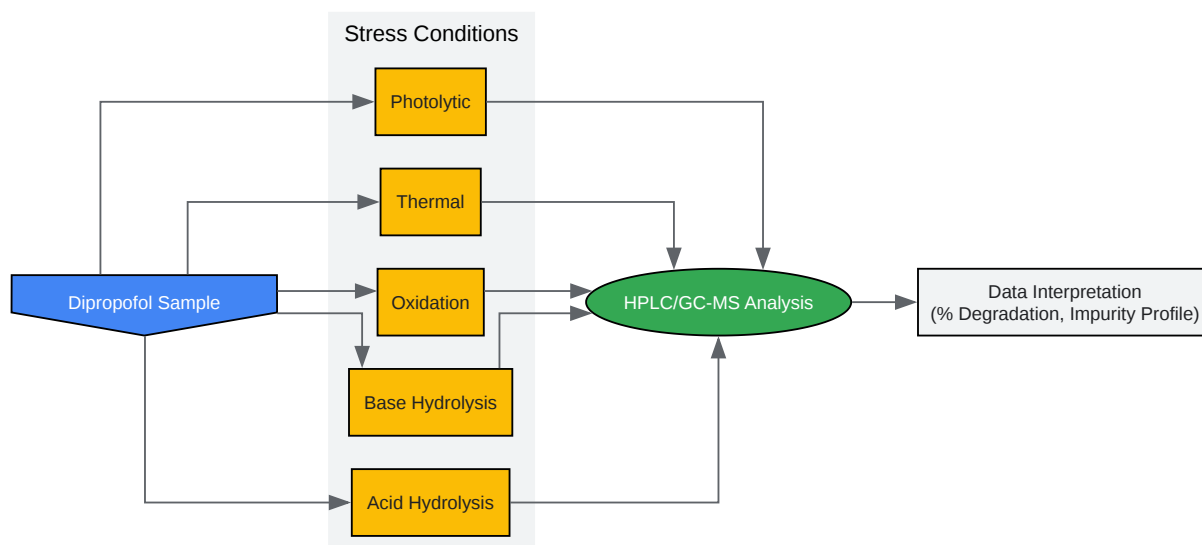 Stress Conditions
Photolytic
Thermal
Dipropofol Sample
Oxidation
HPLC/GC-MS Analysis
Data Interpretation
(% Degradation, Impurity Profile)
Base Hydrolysis
Acid Hydrolysis